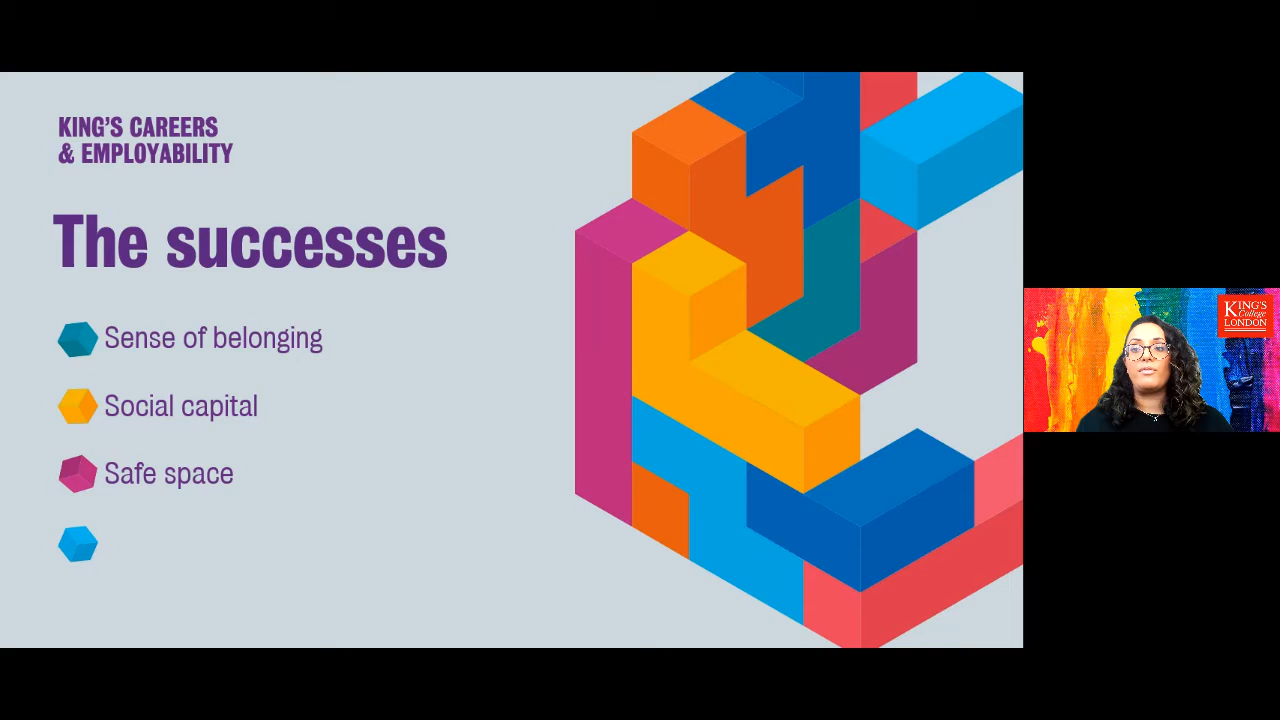 KING'S CAREERS
& EMPLOYABILITY
The successes
Sense of belonging
Social capital
Safe space
KING'S
College
LONDON